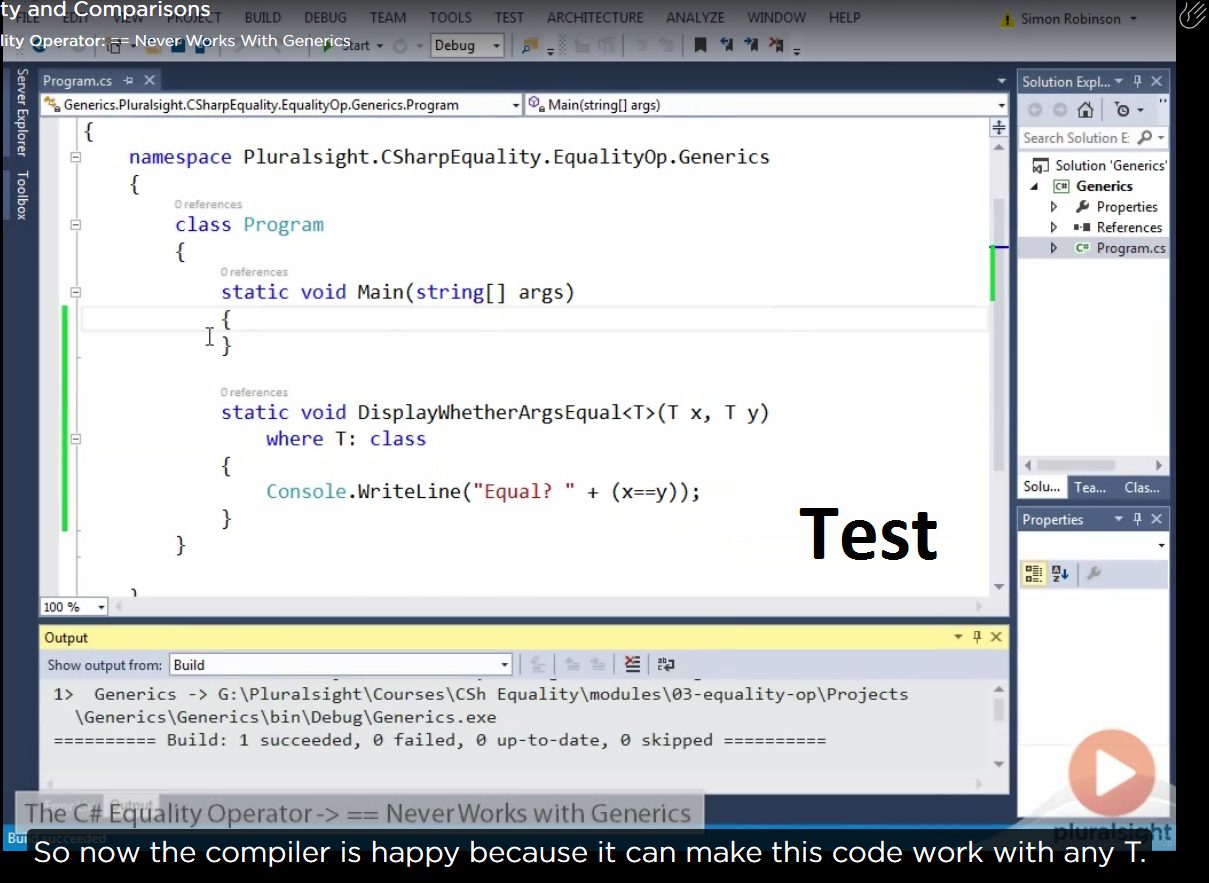 ty and Comparisons
FILE EDIT VIEW PROJECT BUILD DEBUG TEAM TOOLS TEST ARCHITECTURE ANALYZE WINDOW HELP
Simon Robinson
lity Operator: == Never Works With Generics
Start
Debug
Server Explorer
Toolbox
Program.cs
Generics.Pluralsight.CSharpEquality.EqualityOp.Generics.Program
Main(string[] args)
{
namespace Pluralsight.CSharpEquality.EqualityOp.Generics
{
0 references
class Program
{
0 references
static void Main(string[] args)
{
}
0 references
static void DisplayWhetherArgsEqual<T>(T x, T y)
where T: class
{
Console.WriteLine("Equal? " + (x==y));
}
}
Test
100 %
Solution Expl...
Search Solution E:
Solution 'Generics'
Generics
Properties
References
Program.cs
Solu... Tea... Clas...
Properties
Output
Show output from: Build
1> Generics -> G:\Pluralsight\Courses\CSh Equality\modules\03-equality-op\Projects
\Generics\Generics\bin\Debug\Generics.exe
========== Build: 1 succeeded, 0 failed, 0 up-to-date, 0 skipped ==========
Output
The C# Equality Operator-> == Never Works with Generics
pluralsight
Build succeeded
So now the compiler is happy because it can make this code work with any T.